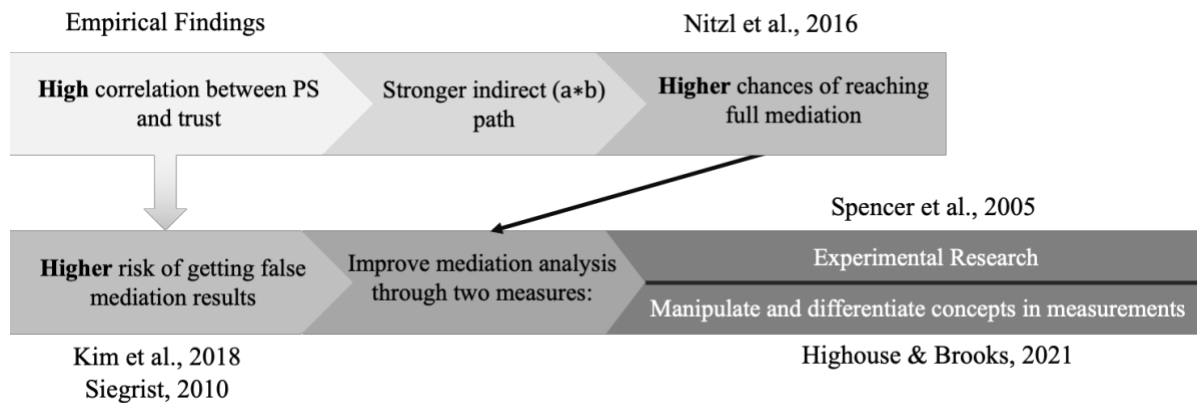 Empirical Findings
Nitzl et al., 2016
High correlation between PS
and trust
Stronger indirect (a*b)
path
Higher chances of reaching
full mediation
Spencer et al., 2005
Higher risk of getting false
mediation results
Improve mediation analysis
through two measures:
Experimental Research
Manipulate and differentiate concepts in measurements
Kim et al., 2018
Siegrist, 2010
Highouse & Brooks, 2021